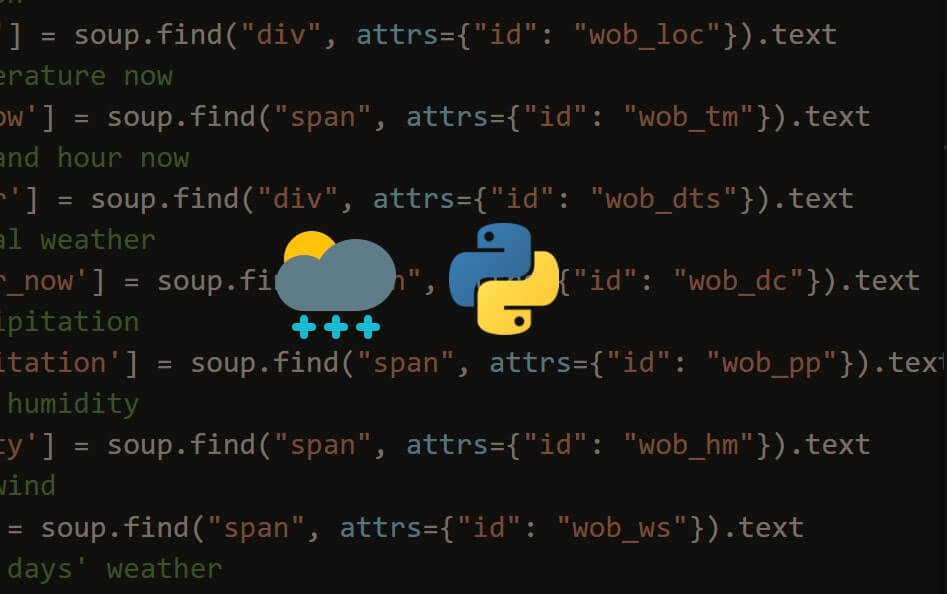 '] = soup.find("div", attrs={"id": "wob_loc"}).text
erature now
ow'] = soup.find("span", attrs={"id": "wob_tm"}).text
and hour now
r'] = soup.find("div", attrs={"id": "wob_dts"}).text
al weather
r_now'] = soup.fi n", {"id": "wob_dc"}).text
ipitation
itation'] = soup.find("span", attrs={"id": "wob_pp"}).text
humidity
ty'] = soup.find("span", attrs={"id": "wob_hm"}).text
wind
= soup.find("span", attrs={"id": "wob_ws"}).text
days' weather